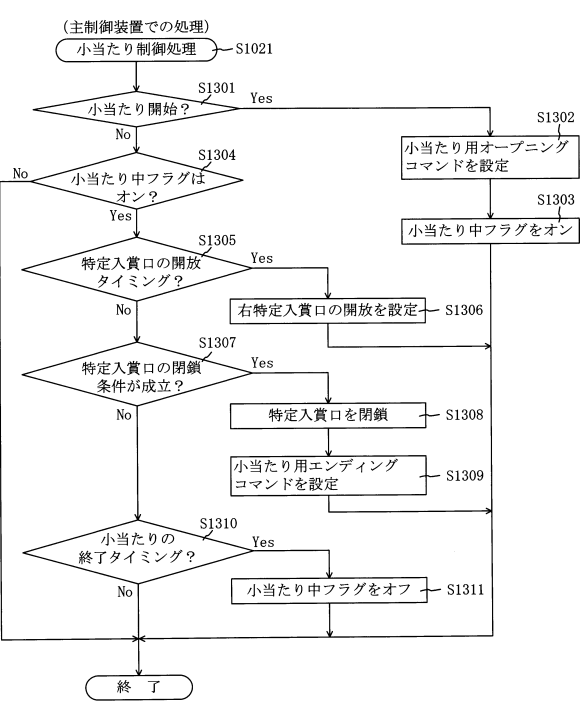 (主制御装置での処理)
小当たり制御処理
S1021
S1301
小当たり開始?
Yes
No
S1302
小当たり用オープニング
コマンドを設定
S1303
小当たり中フラグをオン
S1304
小当たり中フラグは
オン?
No
Yes
S1305
特定入賞口の開放
タイミング?
Yes
No
右特定入賞口の開放を設定
S1306
S1307
特定入賞口の閉鎖
条件が成立?
Yes
No
特定入賞口を閉鎖
S1308
小当たり用エンディング
コマンドを設定
S1309
S1310
小当たりの
終了タイミング?
Yes
No
小当たり中フラグをオフ
S1311
終 了